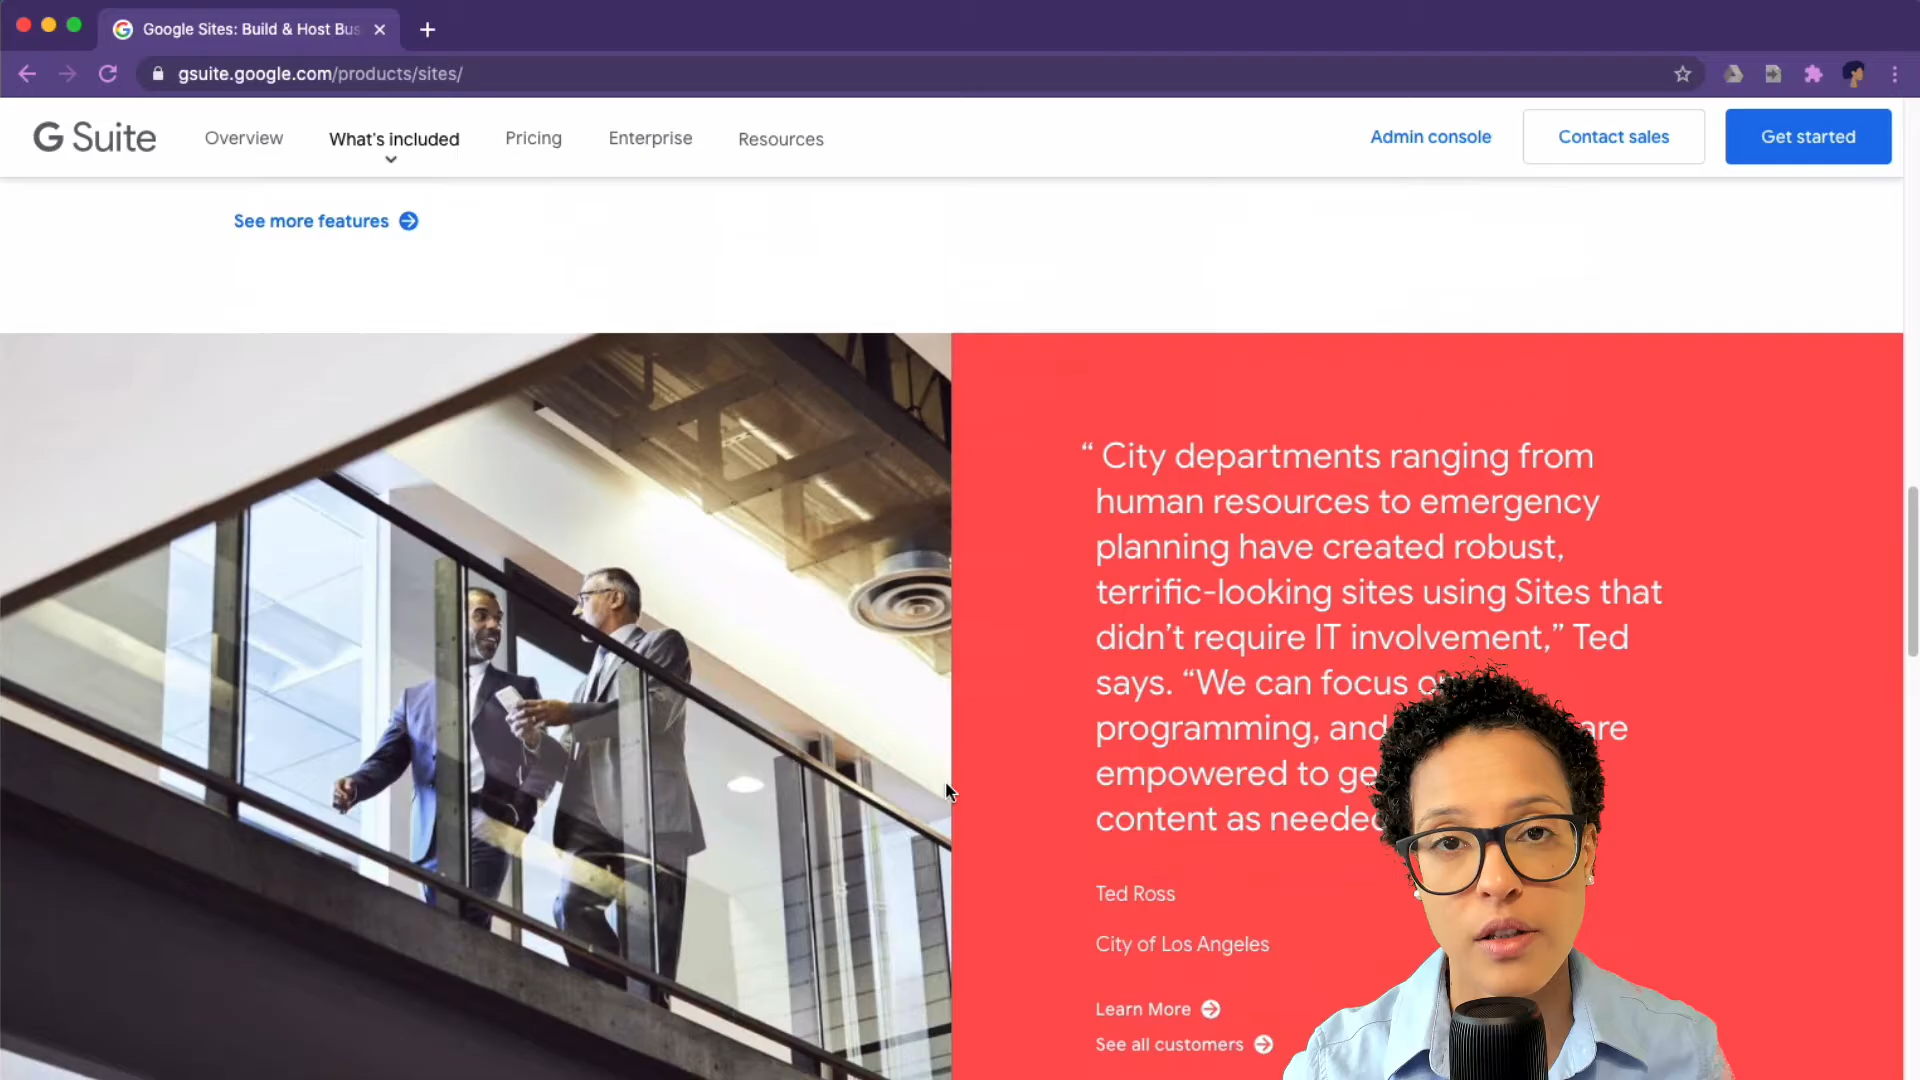 Google Sites: Build & Host Bus
gsuite.google.com/products/sites/
G Suite
Overview
What's included
Pricing
Enterprise
Resources
Admin console
Contact sales
Get started
See more features
“ City departments ranging from
human resources to emergency
planning have created robust,
terrific-looking sites using Sites that
didn’t require IT involvement,” Ted
says. “We can focus
programming, and
empowered to
content as
Ted Ross
City of Los Angeles
Learn More
See all customers